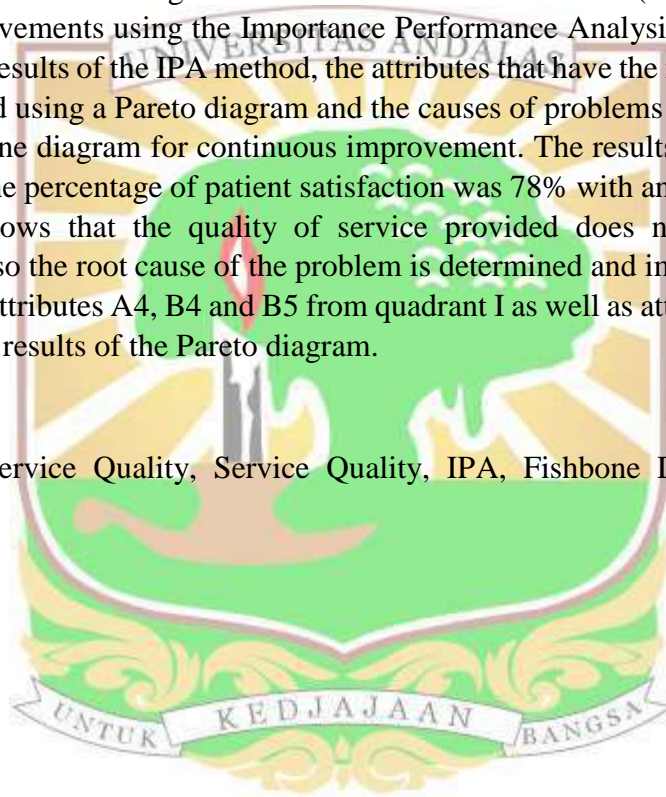 vements using the Importance Performance Analysi
UNIVERSITAS ANDALAS
esults of the IPA method, the attributes that have the
d using a Pareto diagram and the causes of problems
ne diagram for continuous improvement. The results
he percentage of patient satisfaction was 78% with an
ows that the quality of service provided does n
so the root cause of the problem is determined and in
ttributes A4, B4 and B5 from quadrant I as well as att
results of the Pareto diagram.
ervice Quality, Service Quality, IPA, Fishbone D
UNTUK KEDJAJAAN BANGSA